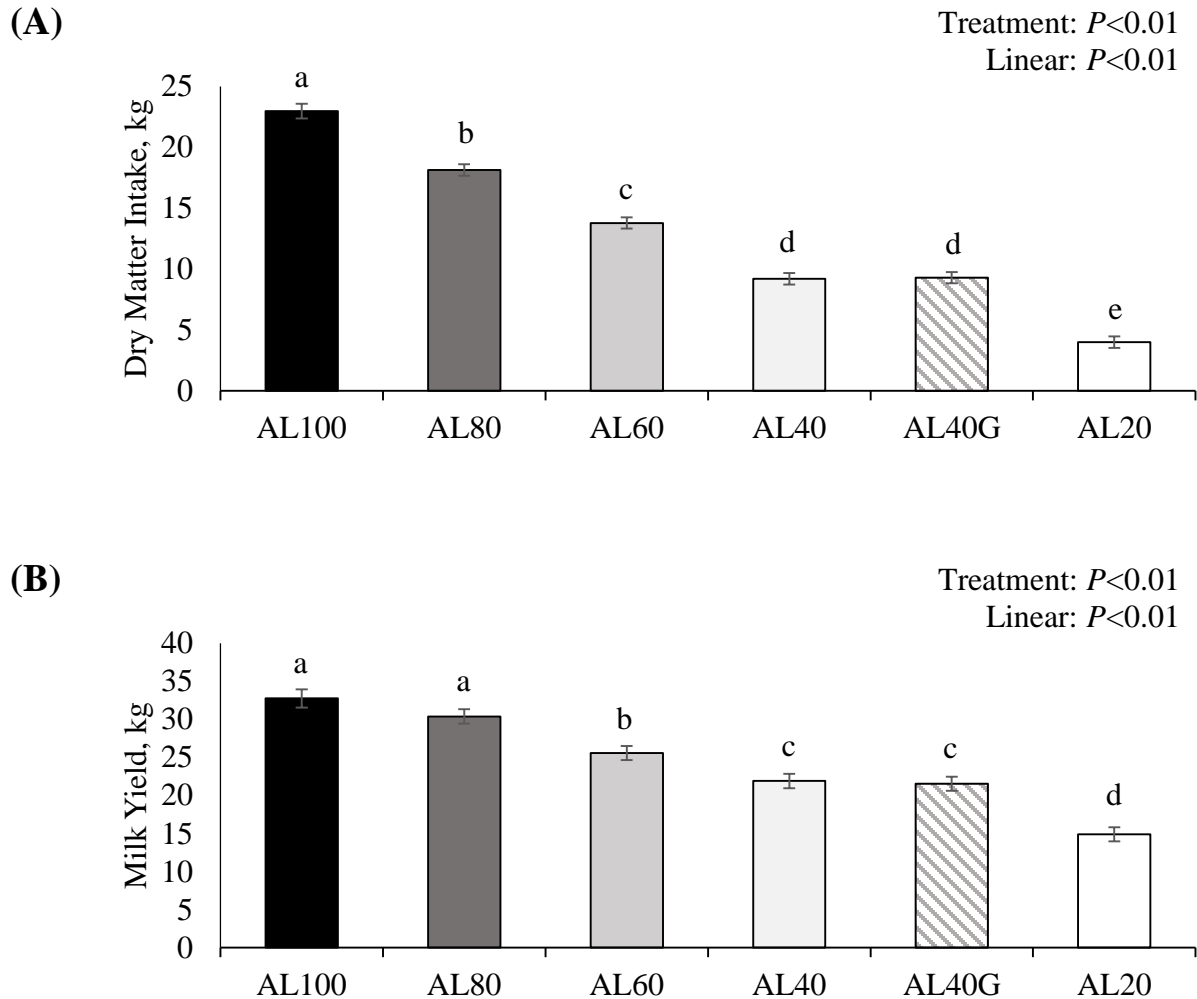 (A)
Treatment: P<0.01
Linear: P<0.01
Dry Matter Intake, kg
25
20
15
10
5
0
a
b
c
d
d
e
AL100 AL80 AL60 AL40 AL40G AL20
(B)
Treatment: P<0.01
Linear: P<0.01
Milk Yield, kg
40
35
30
25
20
15
10
5
0
a
a
b
c
c
d
AL100 AL80 AL60 AL40 AL40G AL20